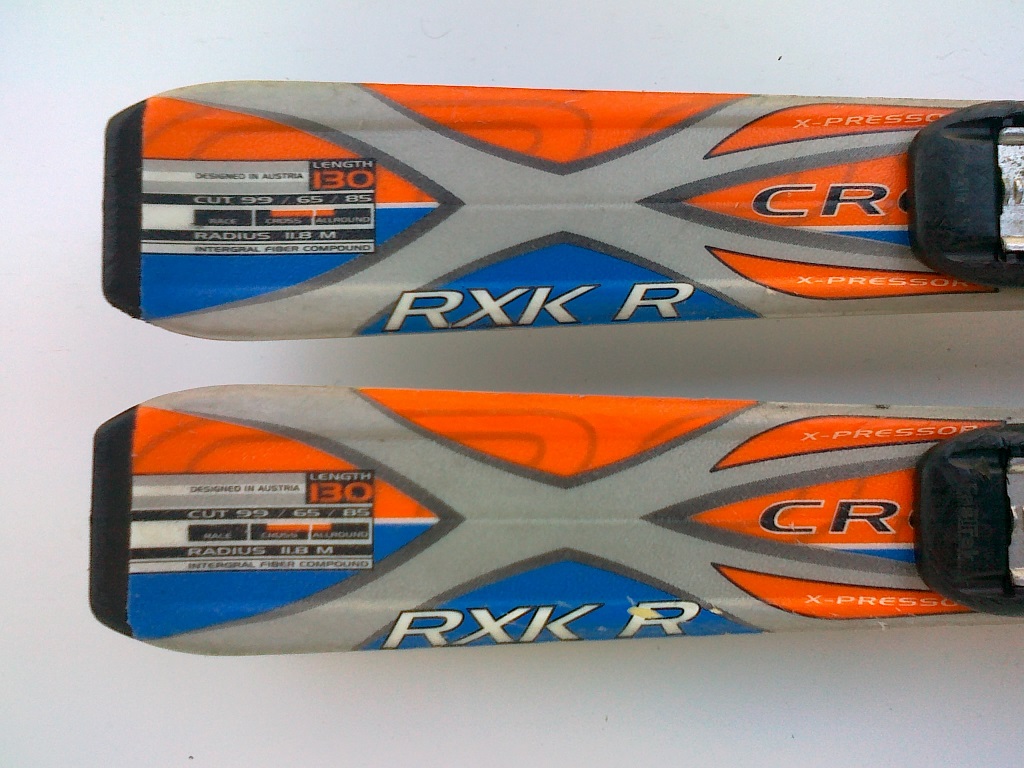 X-PRESSOR
LENGTH
DESIGNED IN AUSTRIA 130
CUT 99 / 65 / 85
RACE CROSS ALLROUND
RADIUS 11.8 M
INTERGRAL FIBER COMPOUND
CR
X-PRESSOR
RXK R
X-PRESSOR
LENGTH
DESIGNED IN AUSTRIA 130
CUT 99 / 65 / 85
RACE CROSS ALLROUND
RADIUS 11.8 M
INTERGRAL FIBER COMPOUND
CR
X-PRESSO
RXK R